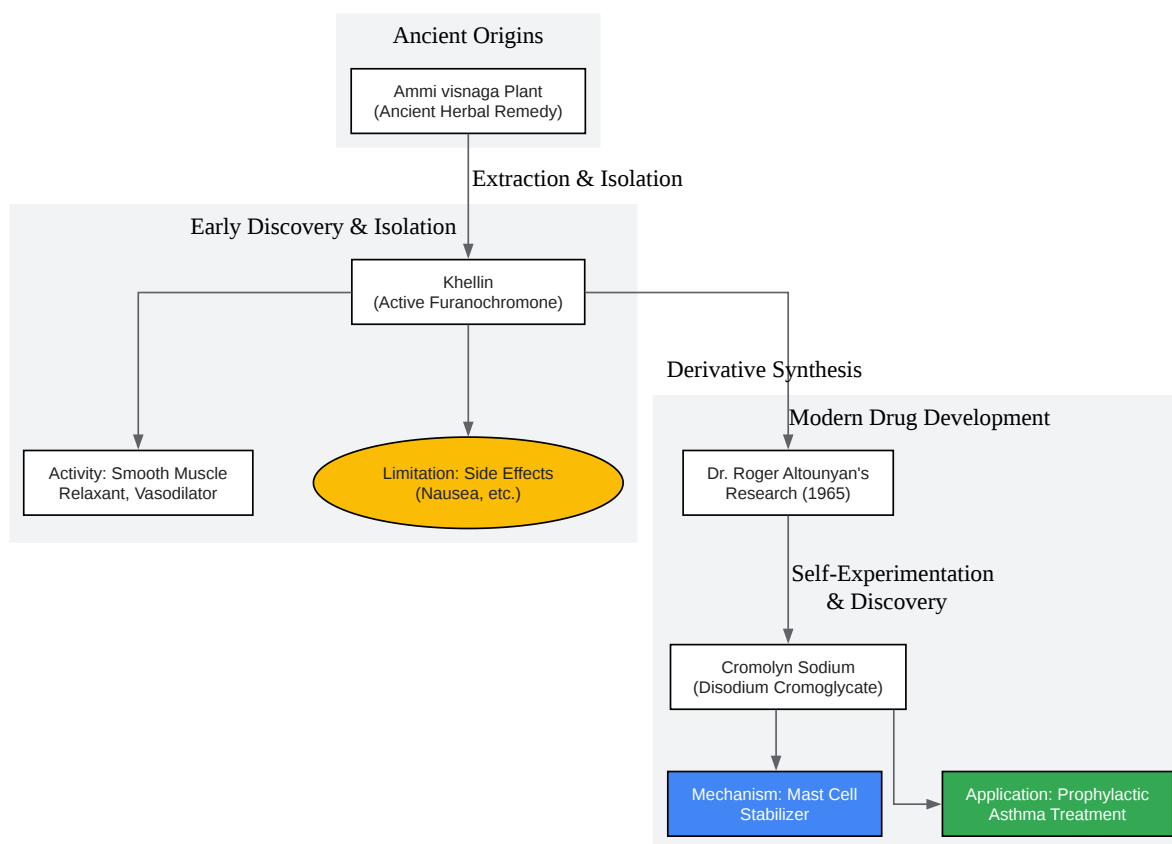 Ancient Origins
Ammi visnaga Plant
(Ancient Herbal Remedy)
Extraction & Isolation
Early Discovery & Isolation
Khellin
(Active Furanochromone)
Derivative Synthesis
Modern Drug Development
Activity: Smooth Muscle
Relaxant, Vasodilator
Limitation: Side Effects
(Nausea, etc.)
Dr. Roger Altounyan's
Research (1965)
Self-Experimentation
& Discovery
Cromolyn Sodium
(Disodium Cromoglycate)
Mechanism: Mast Cell
Stabilizer
Application: Prophylactic
Asthma Treatment